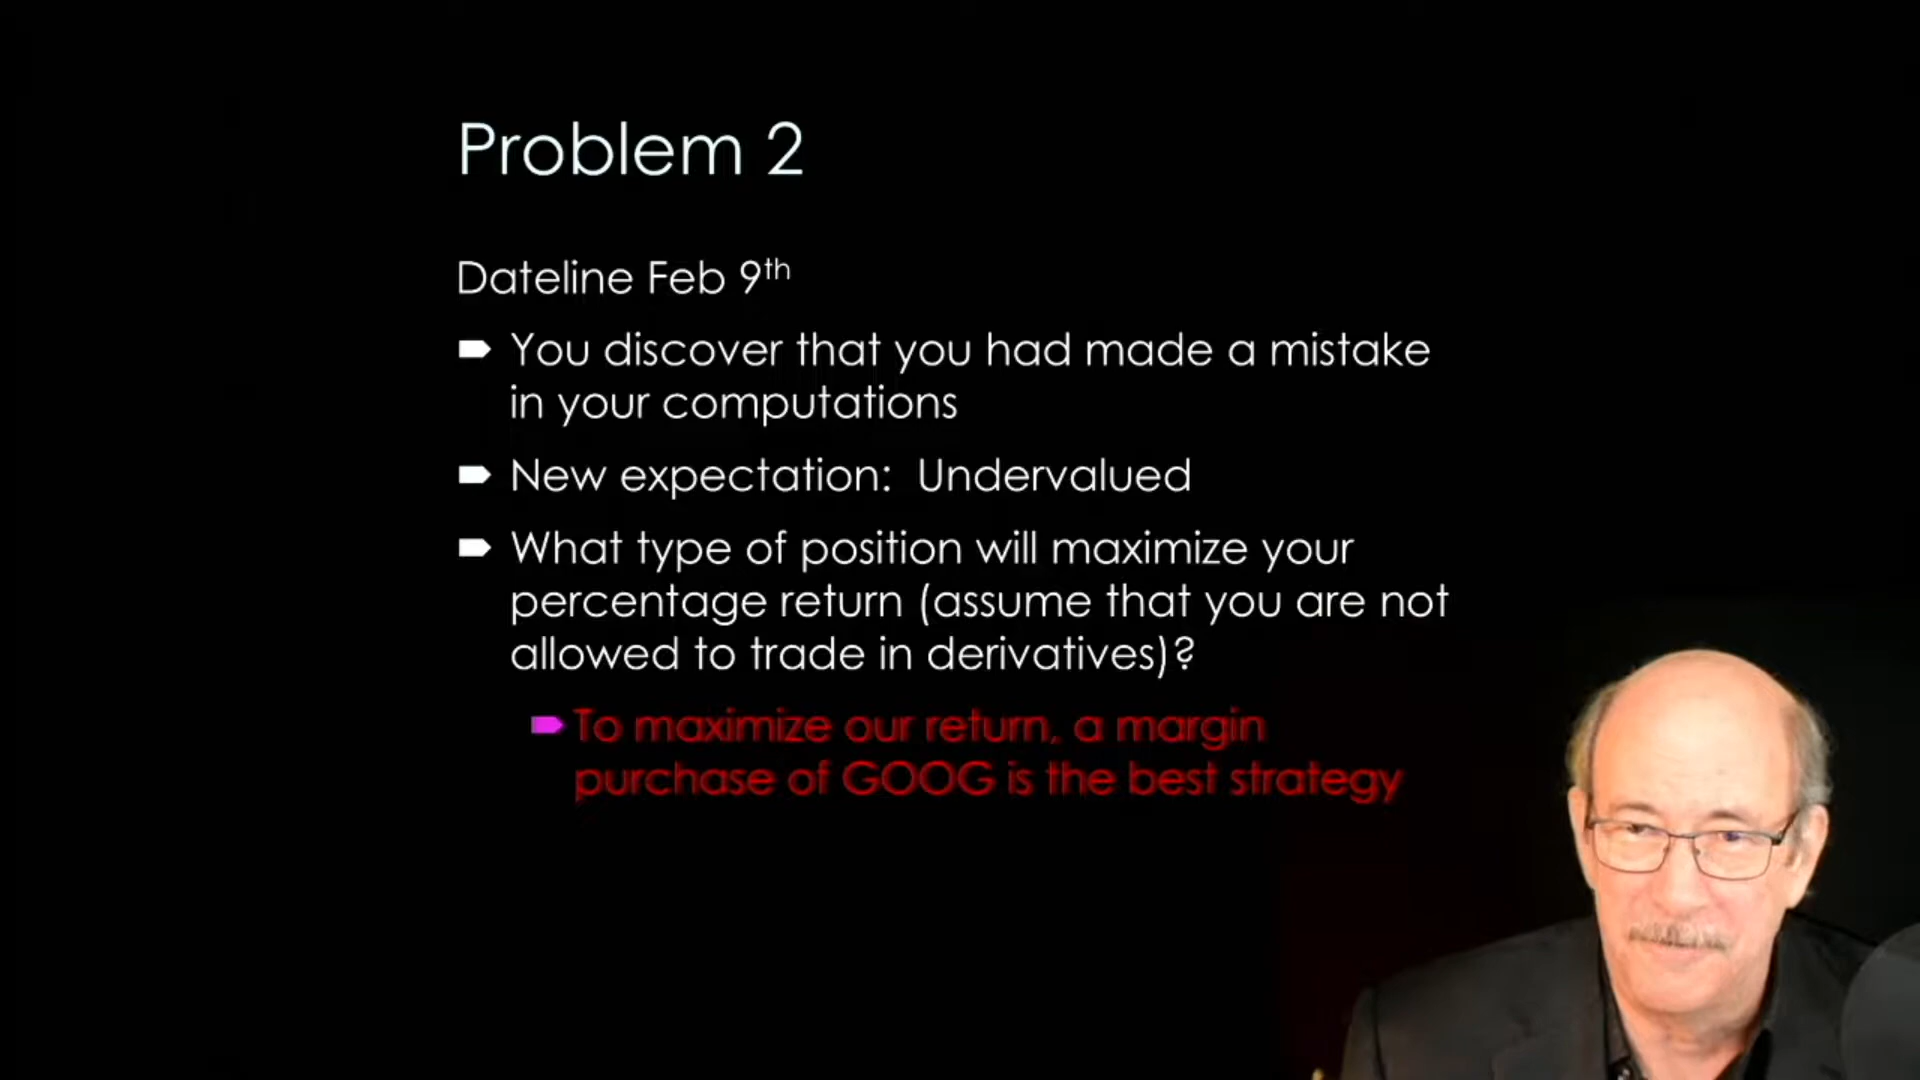 Problem 2
Dateline Feb 9th
You discover that you had made a mistake
in your computations
New expectation: Undervalued
What type of position will maximize your
percentage return (assume that you are not
allowed to trade in derivatives)?
To maximize our return, a margin
purchase of GOOG is the best strategy